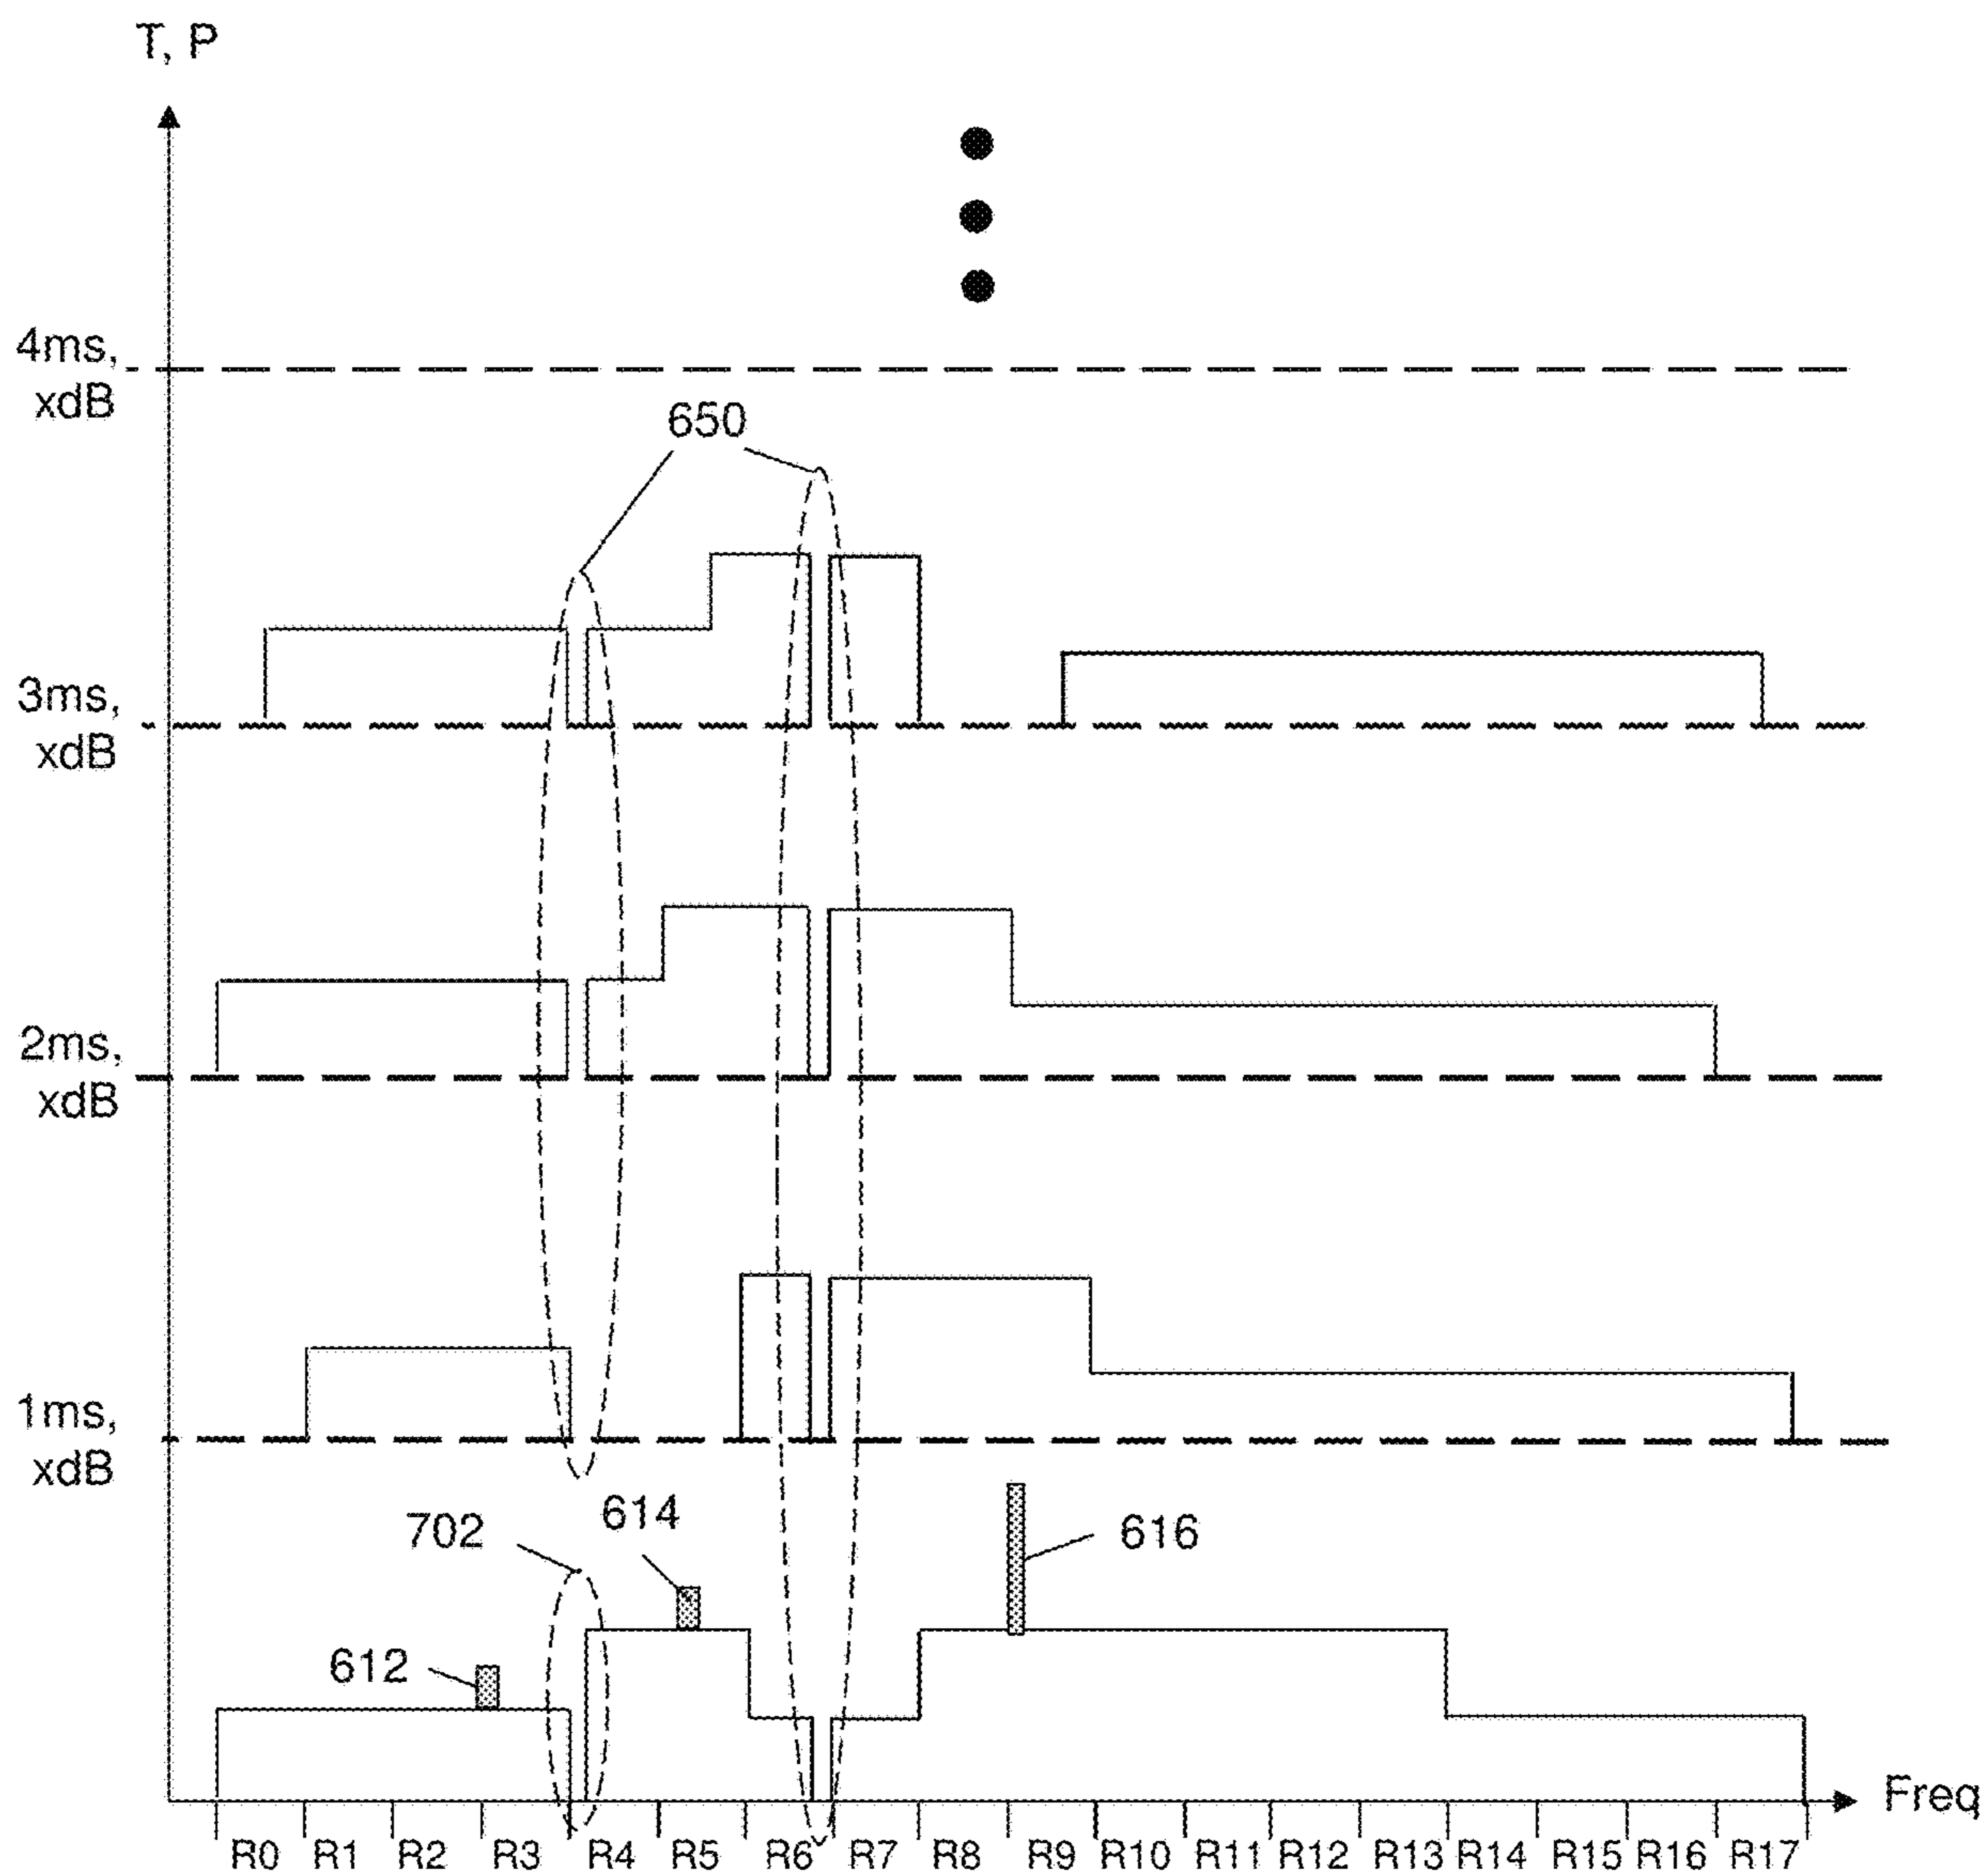 T, P
4ms,
xdB
650
3ms,
xdB
2ms,
xdB
1ms,
xdB
702
614
616
612
Freq
R0 R1 R2 R3 R4 R5 R6 R7 R8 R9 R10 R11 R12 R13 R14 R15 R16 R17